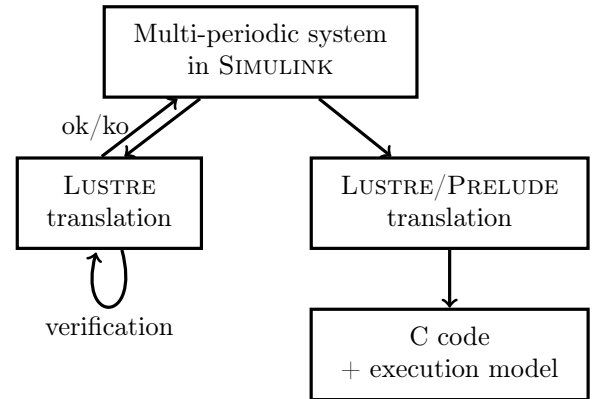 Multi-periodic system
in SIMULINK
ok/ko
LUSTRE
translation
LUSTRE/PRELUDE
translation
verification
C code
+ execution model